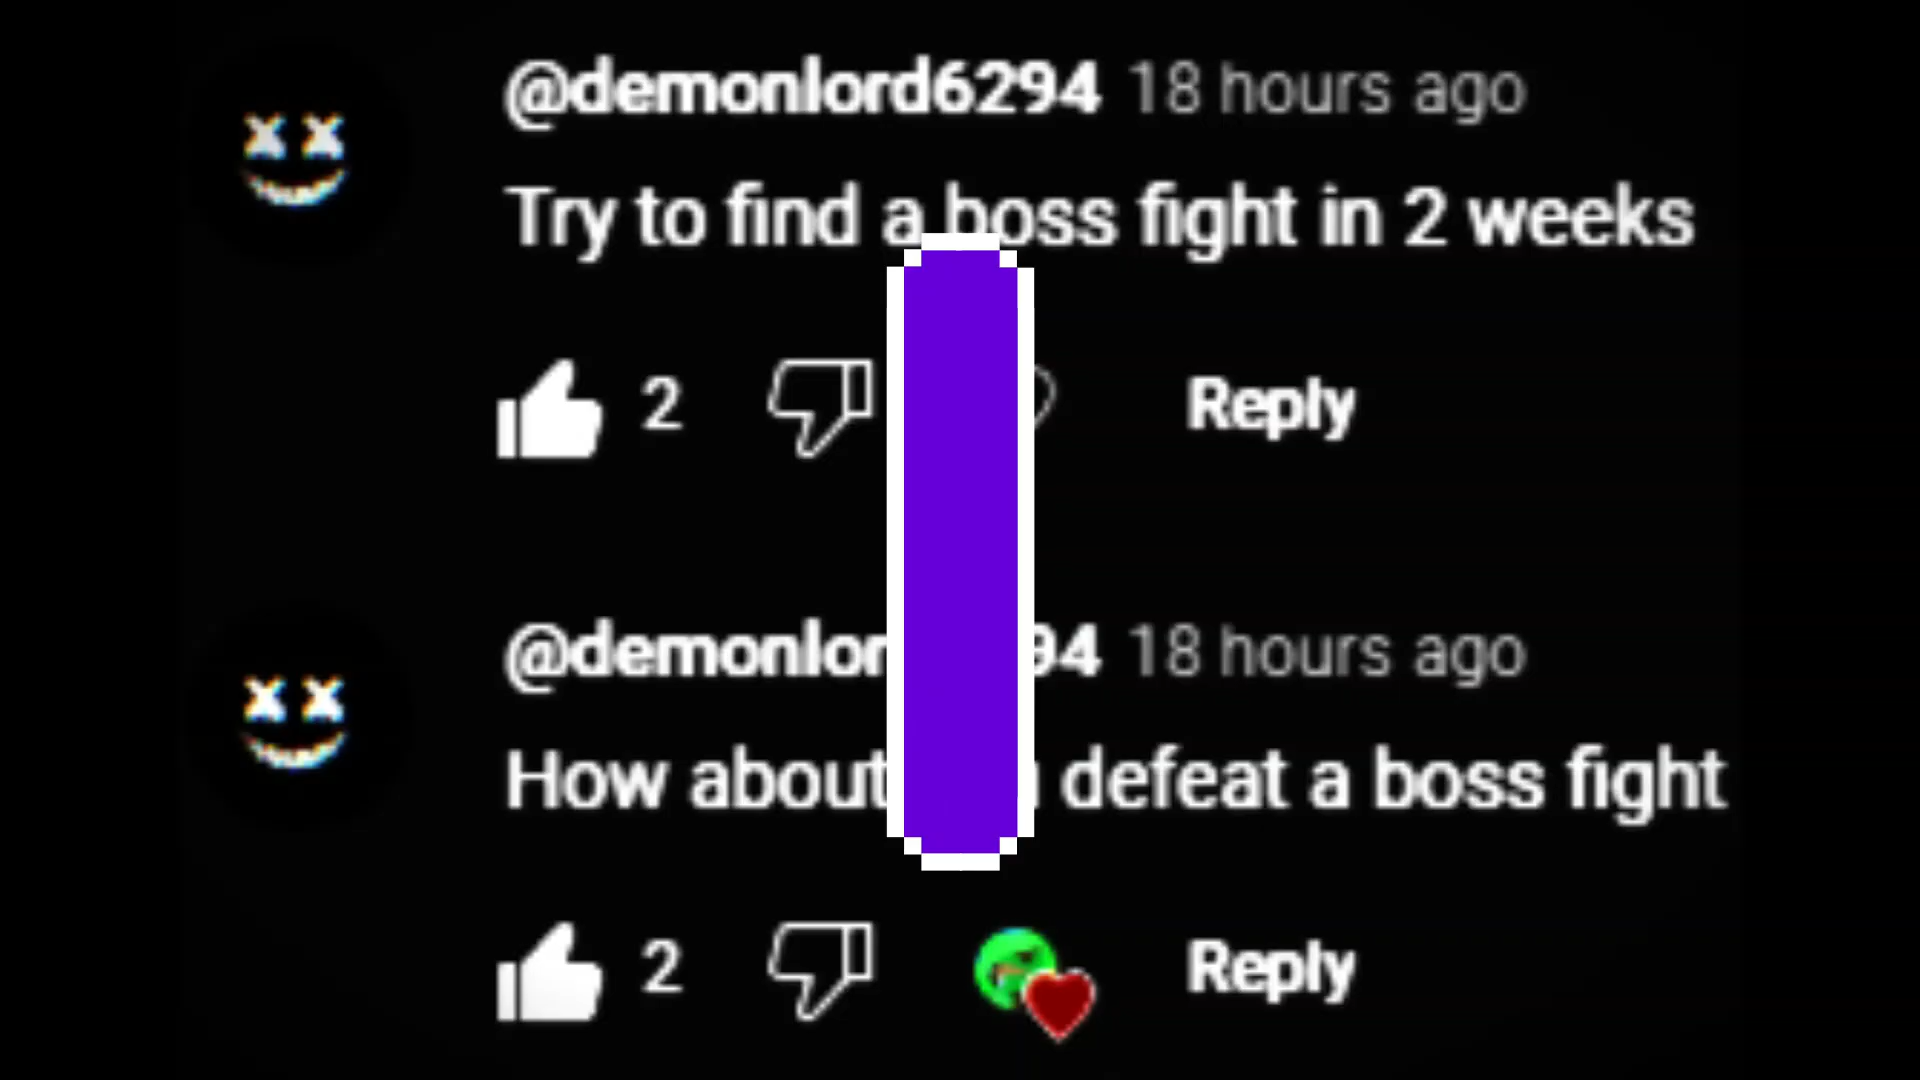 @demonlord6294 18 hours ago
Try to find a boss fight in 2 weeks
2 Reply
@demonlor 94 18 hours ago
How about defeat a boss fight
2 Reply